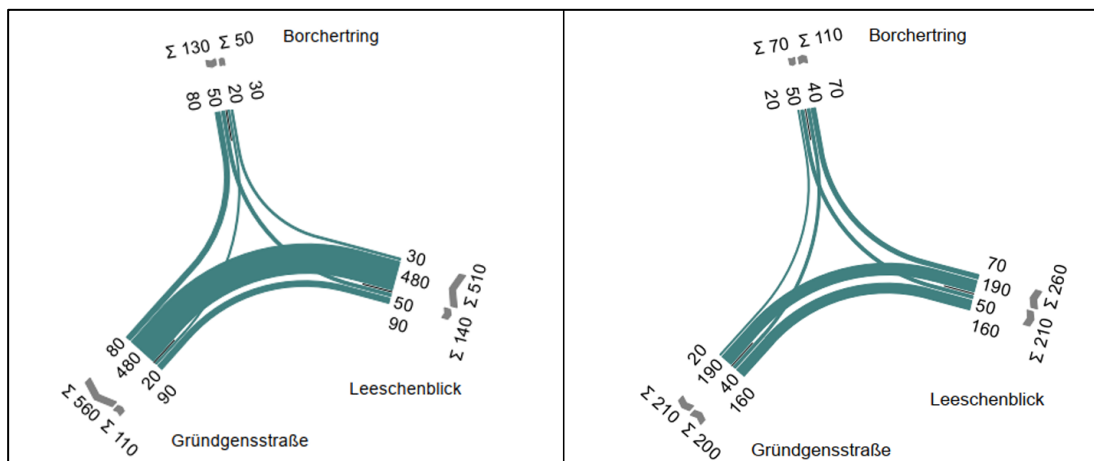 Σ 130 Σ 50 Borchertring
80 50 20 30
30
480
50
90
Σ 510
Σ 140
80
480
20
90
Σ 560 Σ 110
Leeschenblick
Gründgensstraße
Σ 70 Σ 110 Borchertring
20 50 40 70
70
190
50
160
Σ 260
Σ 210
20
190
40
160
Σ 210 Σ 200
Leeschenblick
Gründgensstraße